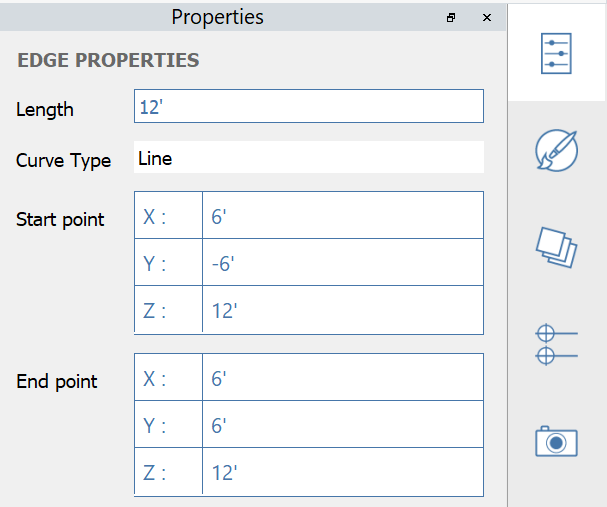 Properties
EDGE PROPERTIES
Length 12'
Curve Type Line
Start point X : 6'
Y : -6'
Z : 12'
End point X : 6'
Y : 6'
Z : 12'